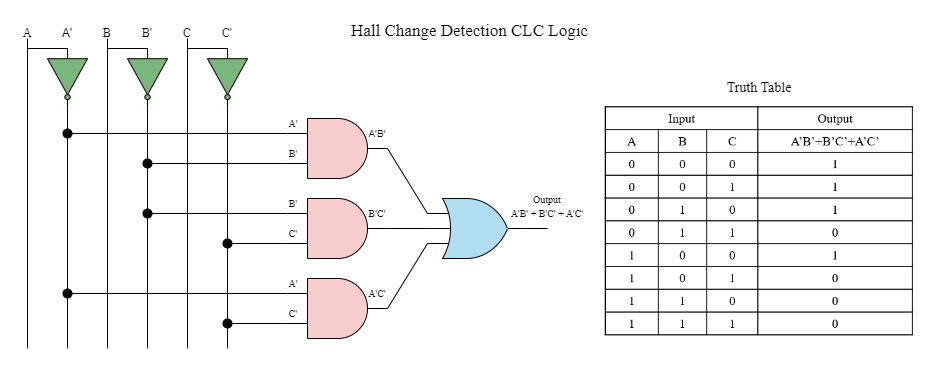 Hall Change Detection CLC Logic
A A' B B' C C'
A'
B'
A'B'
B'
C'
B'C'
A'
C'
A'C'
Output
A'B' + B'C' + A'C'
Truth Table
Input Output
A B C A’B’+B’C’+A’C’
0 0 0 1
0 0 1 1
0 1 0 1
0 1 1 0
1 0 0 1
1 0 1 0
1 1 0 0
1 1 1 0